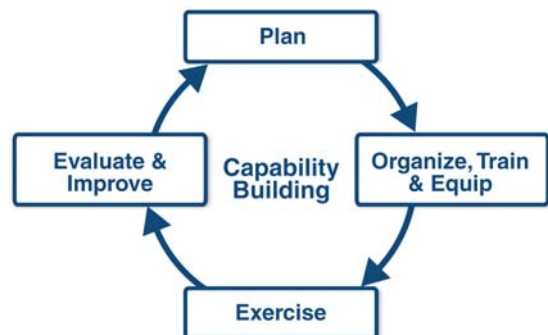 Plan
Organize, Train
& Equip
Exercise
Evaluate &
Improve
Capability
Building